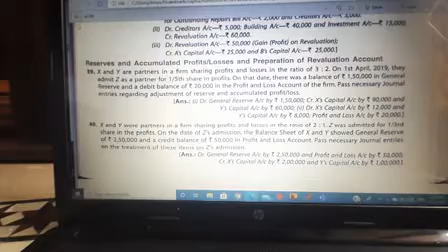 for Outstanding Repairs Bill A/c— ₹ 2,000 and Creditors A/c— ₹ 3,000.
(i) Dr. Creditors A/c— ₹ 5,000; Building A/c— ₹ 40,000 and Investment A/c— ₹ 15,000;
Cr. Revaluation A/c— ₹ 60,000.
(ii) Dr. Revaluation A/c— ₹ 50,000 (Gain (Profit) on Revaluation);
Cr. A's Capital A/c— ₹ 25,000 and B's Capital A/c— ₹ 25,000.]
Reserves and Accumulated Profits/Losses and Preparation of Revaluation Account
39. X and Y are partners in a firm sharing profits and losses in the ratio of 3 : 2. On 1st April, 2019, they
admit Z as a partner for 1/5th share in profits. On that date, there was a balance of ₹ 1,50,000 in General
Reserve and a debit balance of ₹ 20,000 in the Profit and Loss Account of the firm. Pass necessary Journal
entries regarding adjustment of reserve and accumulated profit/loss.
[Ans.: (i) Dr. General Reserve A/c by ₹ 1,50,000; Cr. X's Capital A/c by ₹ 90,000 and
Y's Capital A/c by ₹ 60,000; (ii) Dr. X's Capital A/c by ₹ 12,000 and
Y's Capital A/c by ₹ 8,000, Profit and Loss A/c by ₹ 20,000.]
40. X and Y were partners in a firm sharing profits and losses in the ratio of 2 : 1. Z was admitted for 1/3rd
share in the profits. On the date of Z's admission, the Balance Sheet of X and Y showed General Reserve
of ₹ 2,50,000 and a credit balance of ₹ 50,000 in Profit and Loss Account. Pass necessary Journal entries
on the treatment of these items on Z's admission.
[Ans.: Dr. General Reserve A/c by ₹ 2,50,000 and Profit and Loss A/c by ₹ 50,000;
Cr. X's Capital A/c by ₹ 2,00,000 and Y's Capital A/c by ₹ 1,00,000.]